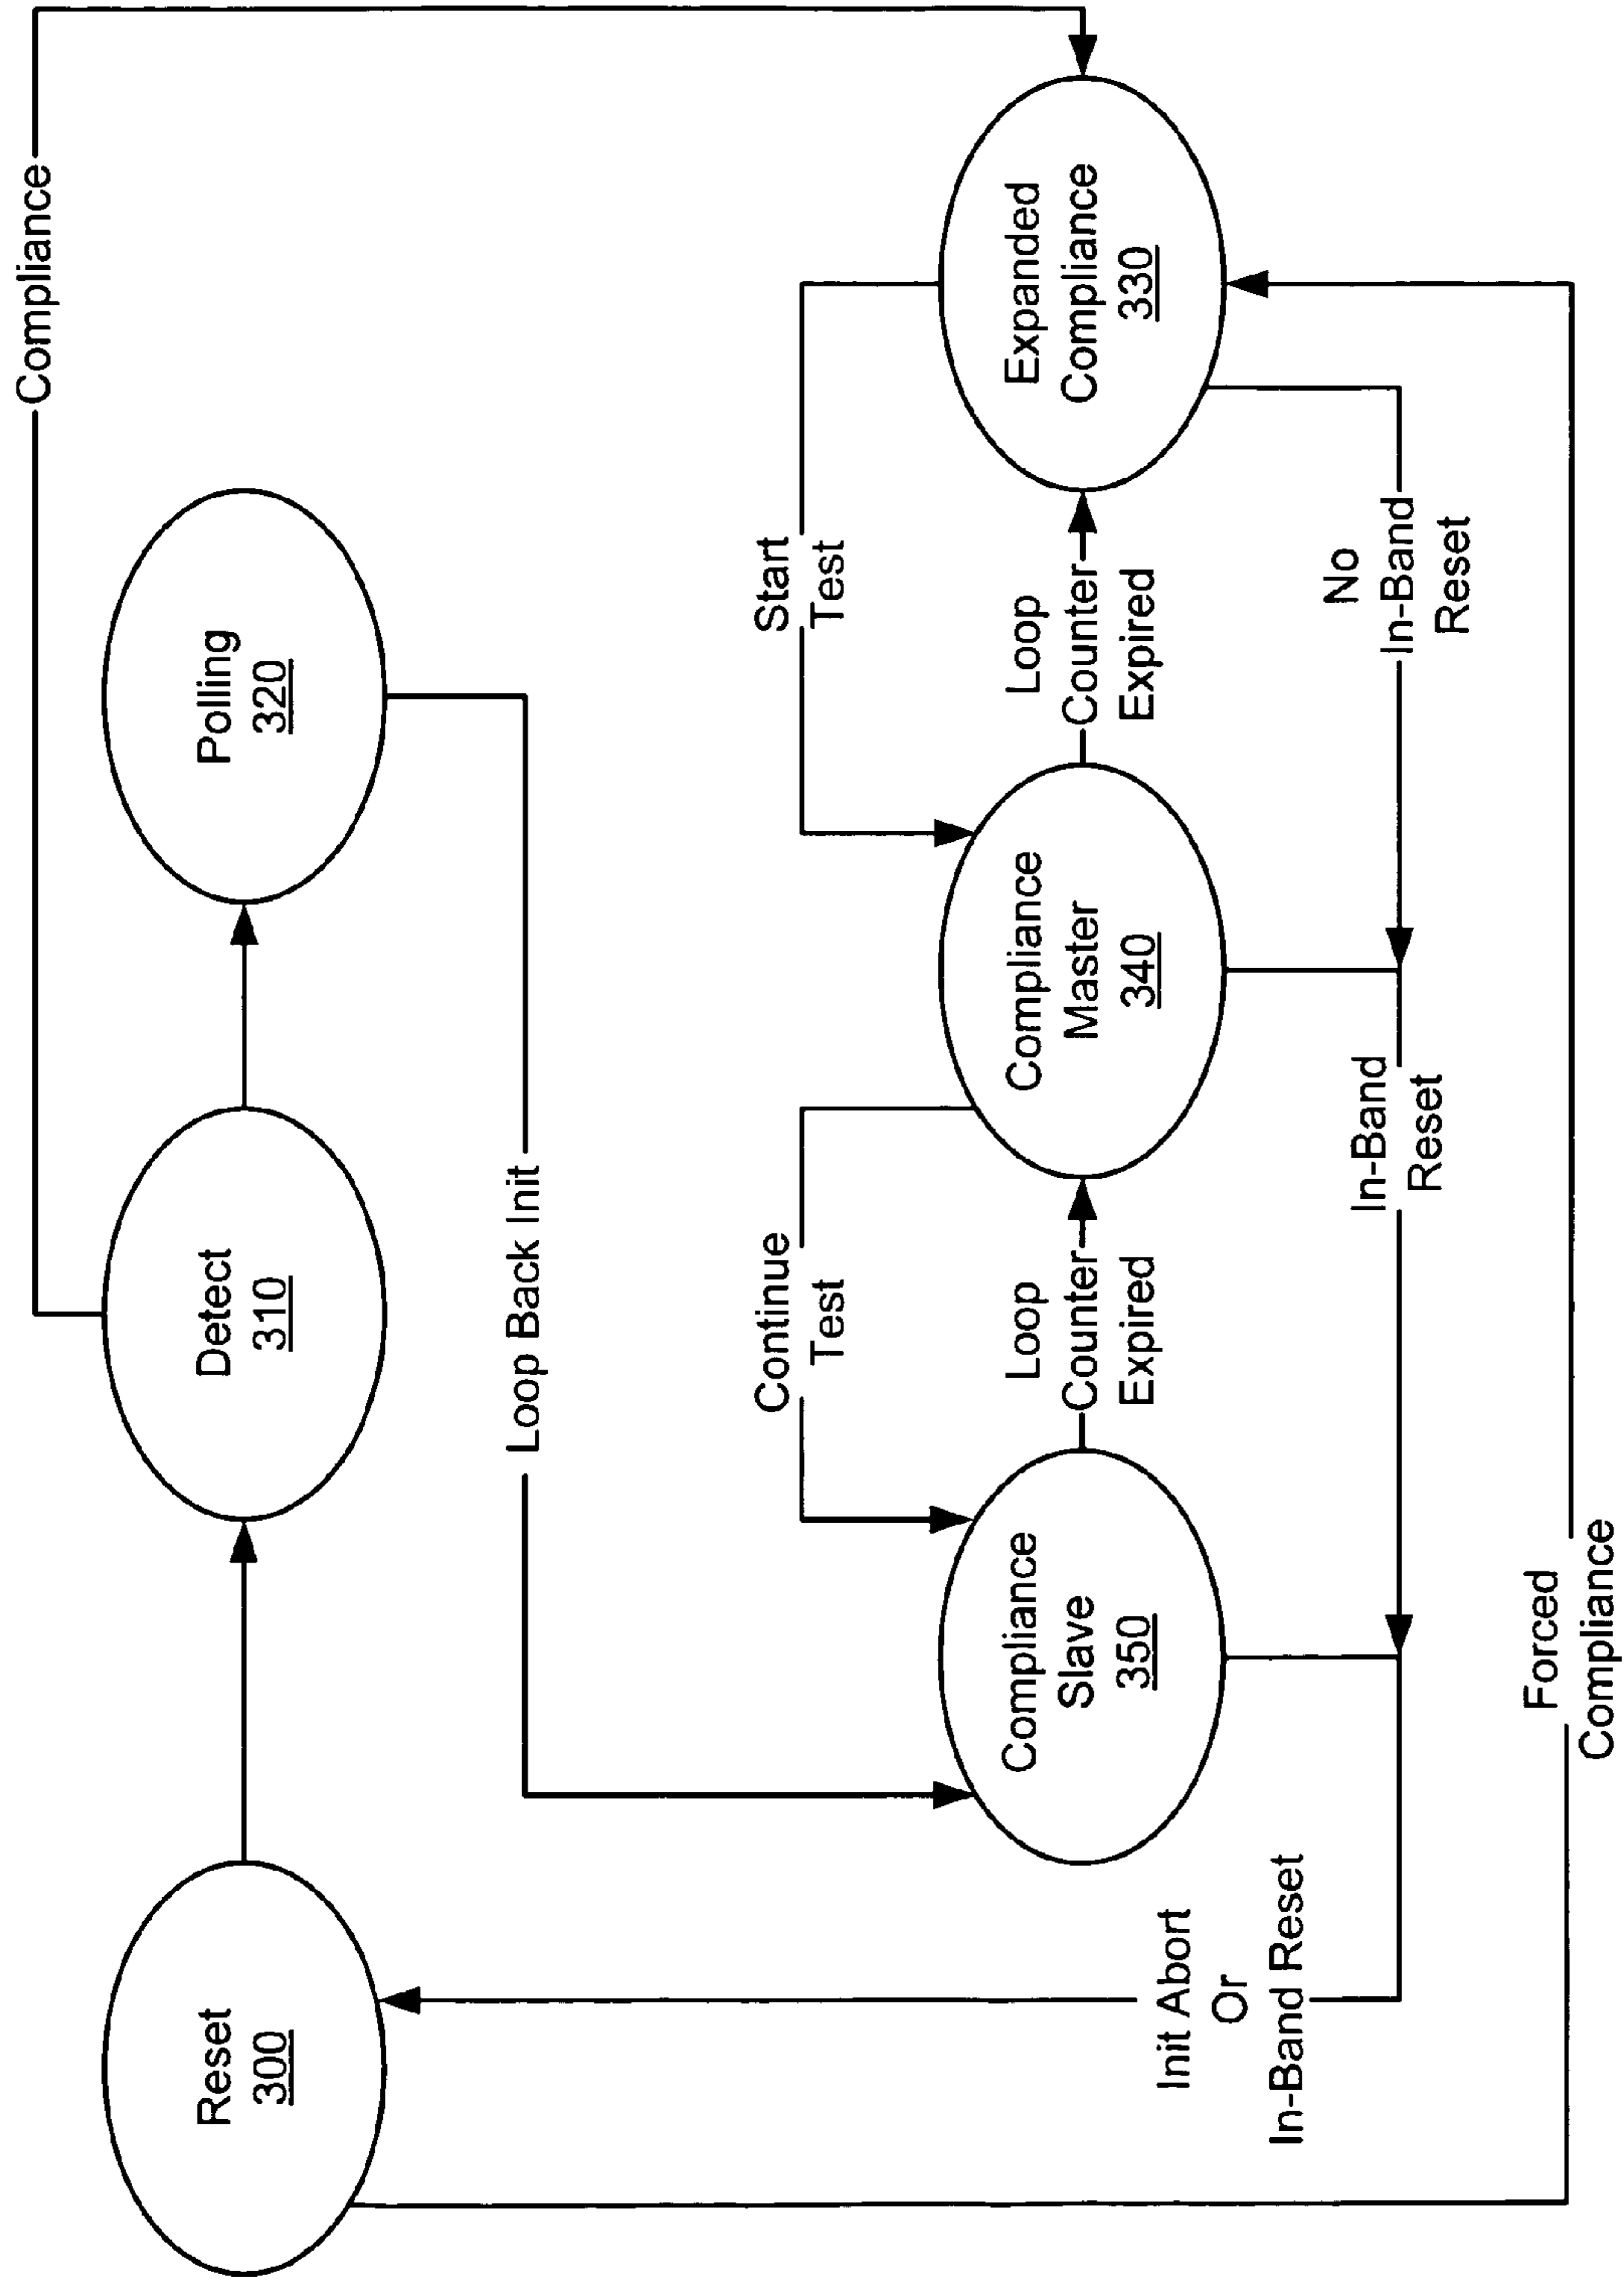 Compliance
Reset
300
Detect
310
Polling
320
Loop Back Init
Continue
Test
Start
Test
Compliance
Slave
350
Loop
Counter
Expired
Compliance
Master
340
Loop
Counter
Expired
Expanded
Compliance
330
Init Abort
Or
In-Band Reset
In-Band
Reset
No
In-Band
Reset
Forced
Compliance